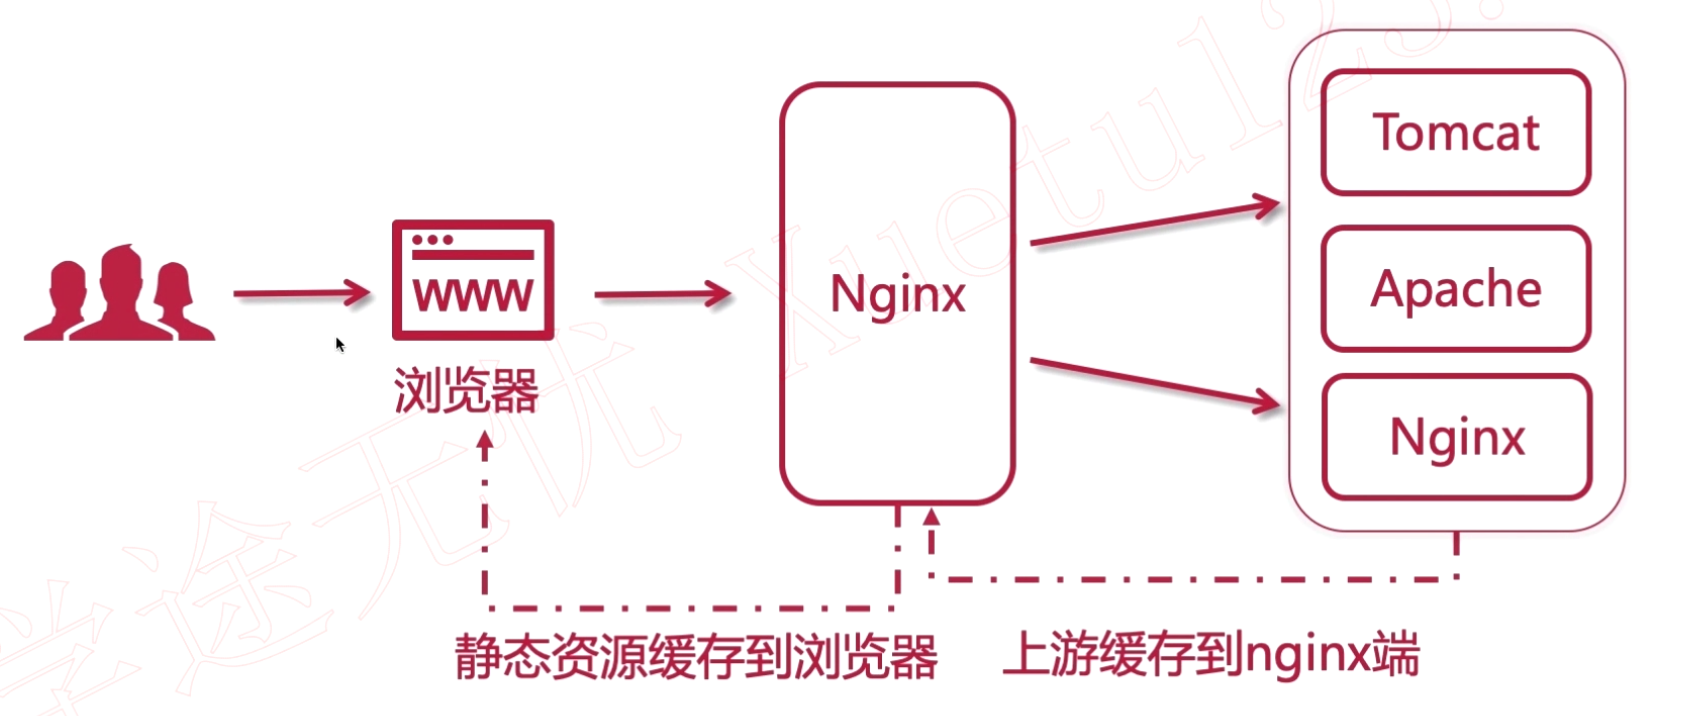 Tomcat
www
Nginx
Apache
浏览器
Nginx
静态资源缓存到浏览器
上游缓存到nginx端
学途无忧 Xuetu125.